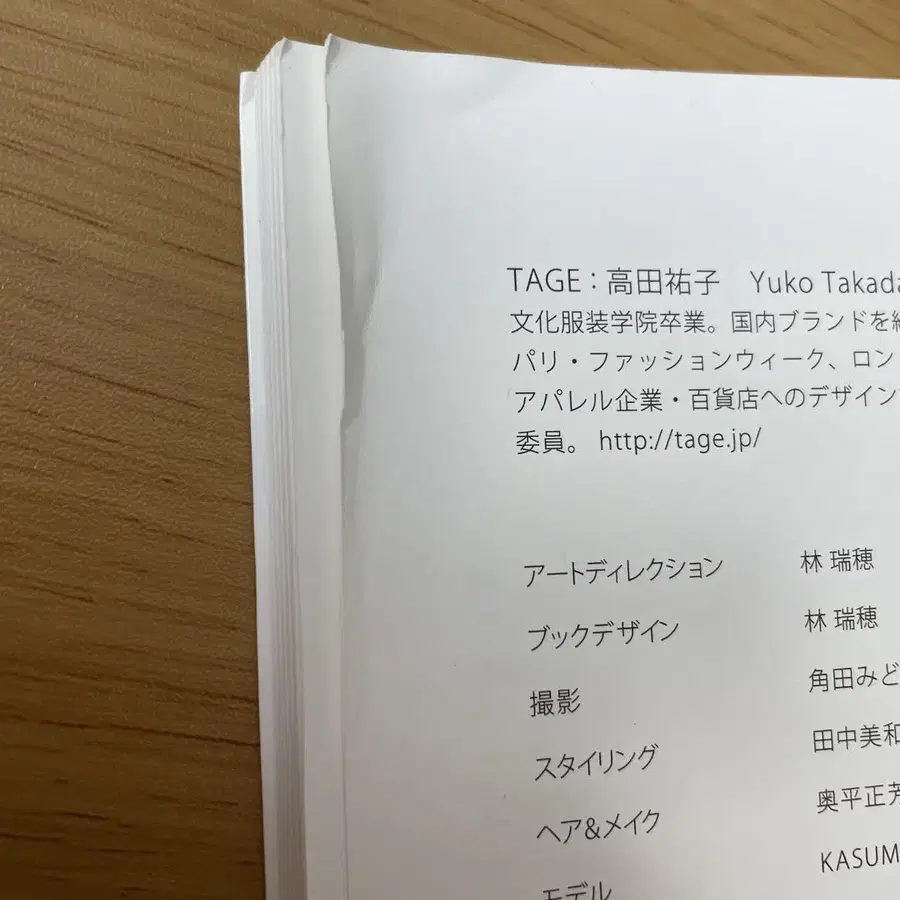 TAGE：高田祐子　Yuko Takada
文化服装学院卒業。国内ブランドを
パリ・ファッションウィーク、ロン
アパレル企業・百貨店へのデザイン
委員。 http://tage.jp/
アートディレクション　林 瑞穂
ブックデザイン　林 瑞穂
撮影　角田みど
スタイリング　田中美和
ヘア&メイク　奥平正芳
モデル　KASUM